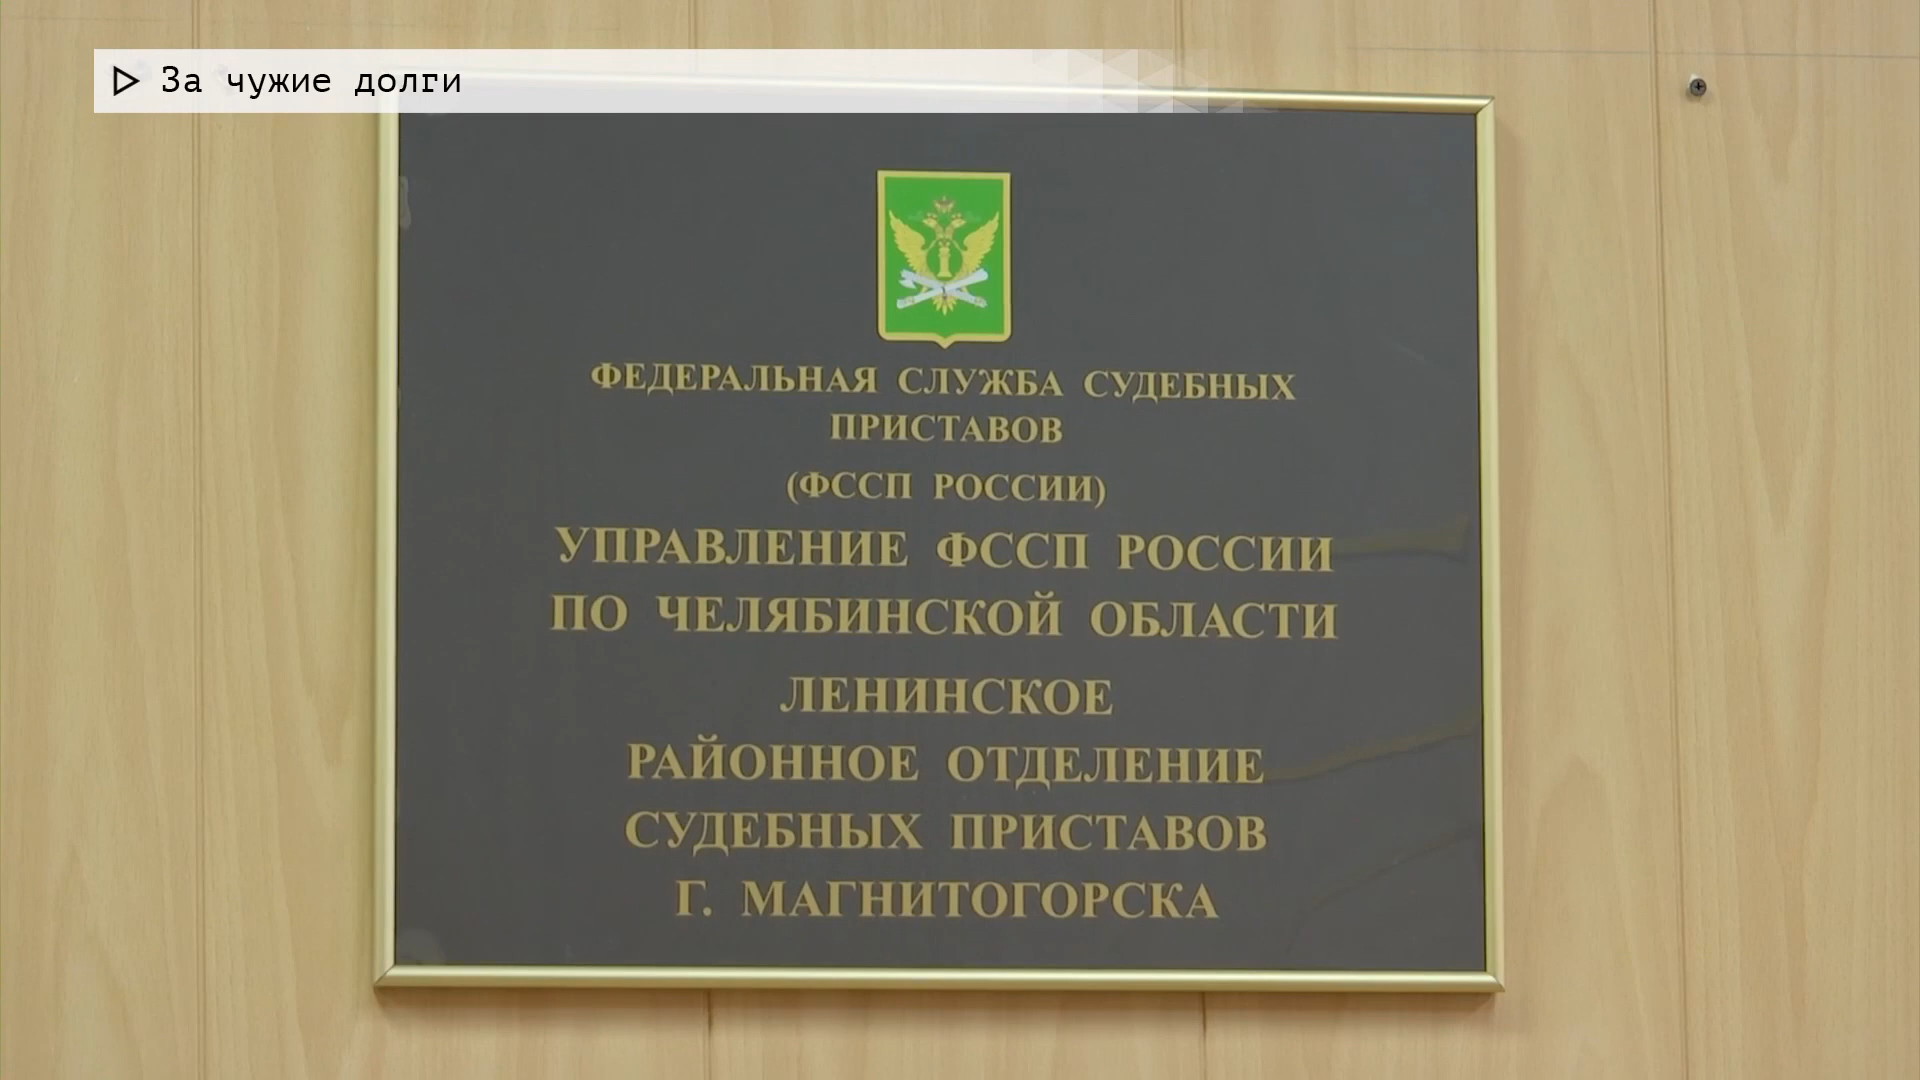 За чужие долги
ФЕДЕРАЛЬНАЯ СЛУЖБА СУДЕБНЫХ
ПРИСТАВОВ
(ФССП РОССИИ)
УПРАВЛЕНИЕ ФССП РОССИИ
ПО ЧЕЛЯБИНСКОЙ ОБЛАСТИ
ЛЕНИНСКОЕ
РАЙОННОЕ ОТДЕЛЕНИЕ
СУДЕБНЫХ ПРИСТАВОВ
Г. МАГНИТОГОРСКА